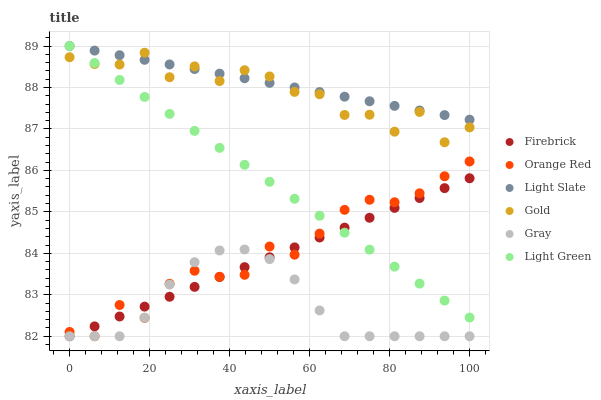 title
89
88
87
86
85
84
83
82
0
20
40
60
80
100
yaxis_label
xaxis_label
Firebrick
Orange Red
Light Slate
Gold
Gray
Light Green